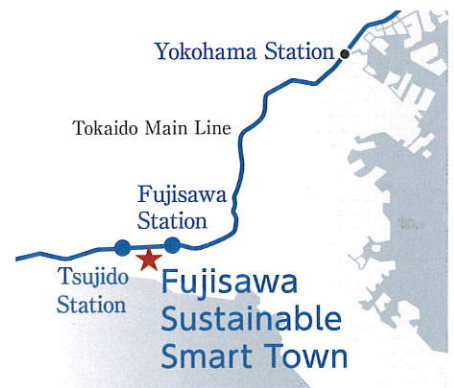 Yokohama Station
Tokaido Main Line
Fujisawa
Station
Tsujido
Station
Fujisawa
Sustainable
Smart Town